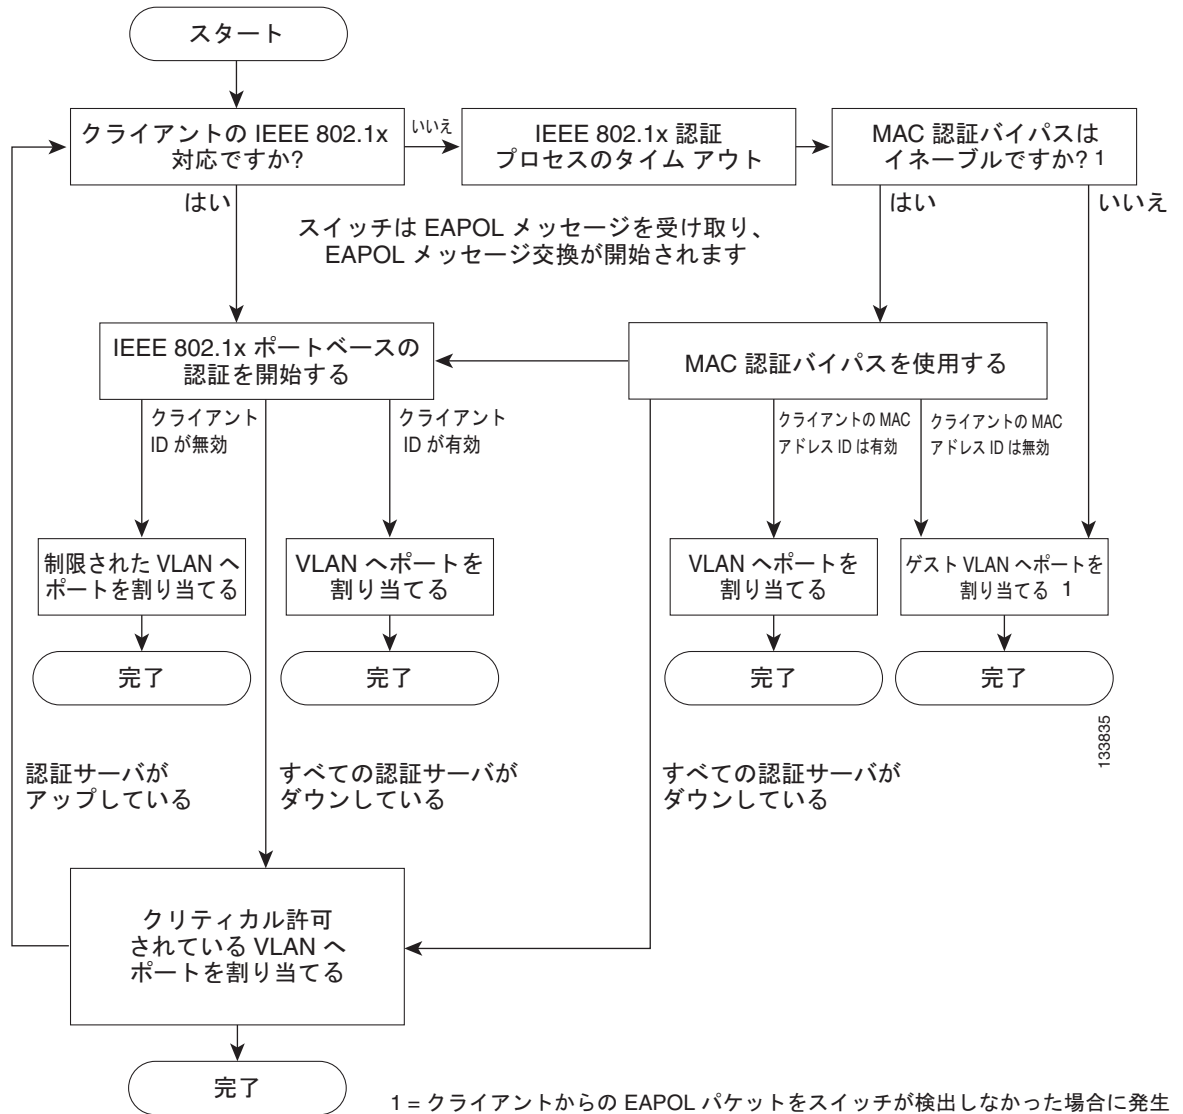 スタート
クライアントの IEEE 802.1x
対応ですか?
いいえ
IEEE 802.1x 認証
プロセスのタイム アウト
MAC 認証バイパスは
イネーブルですか? 1
はい
スイッチは EAPOL メッセージを受け取り、
EAPOL メッセージ交換が開始されます
はい
いいえ
IEEE 802.1x ポートベースの
認証を開始する
MAC 認証バイパスを使用する
クライアント
ID が無効
クライアント
ID が有効
クライアントの MAC
アドレス ID は有効
クライアントの MAC
アドレス ID は無効
制限された VLAN へ
ポートを割り当てる
VLAN へポートを
割り当てる
VLAN へポートを
割り当てる
ゲスト VLAN へポートを
割り当てる 1
完了
完了
完了
完了
133835
認証サーバが
アップしている
すべての認証サーバが
ダウンしている
すべての認証サーバが
ダウンしている
クリティカル許可
されている VLAN へ
ポートを割り当てる
完了
1 = クライアントからの EAPOL パケットをスイッチが検出しなかった場合に発生